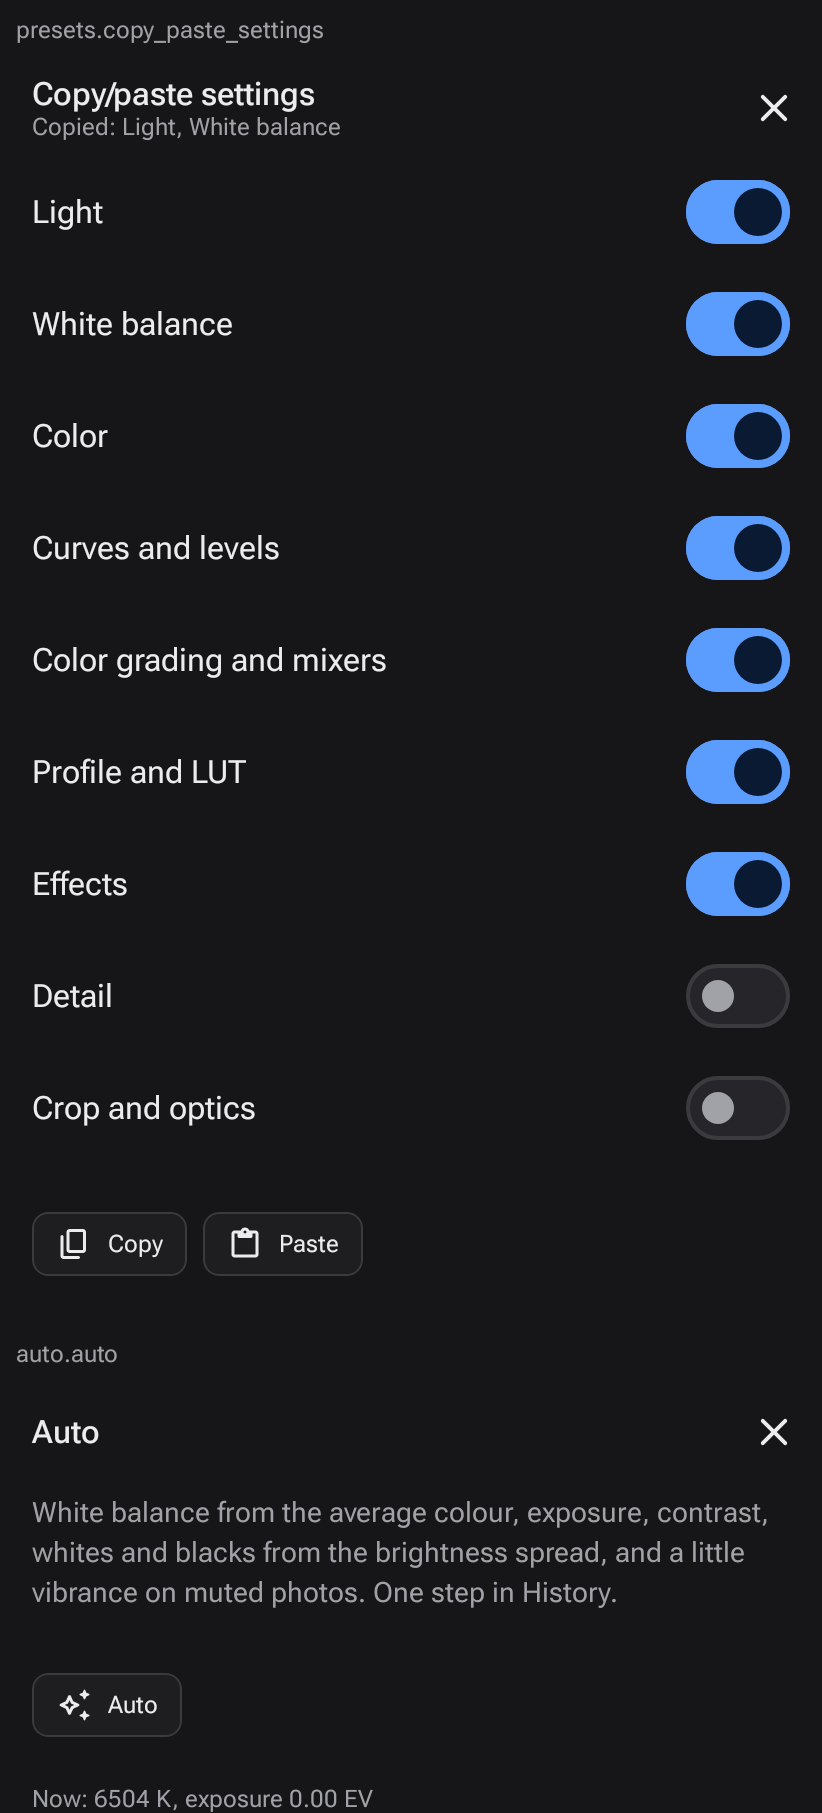 presets.copy_paste_settings
Copy/paste settings
Copied: Light, White balance
Light
White balance
Color
Curves and levels
Color grading and mixers
Profile and LUT
Effects
Detail
Crop and optics
Copy
Paste
auto.auto
Auto
White balance from the average colour, exposure, contrast,
whites and blacks from the brightness spread, and a little
vibrance on muted photos. One step in History.
Auto
Now: 6504 K, exposure 0.00 EV